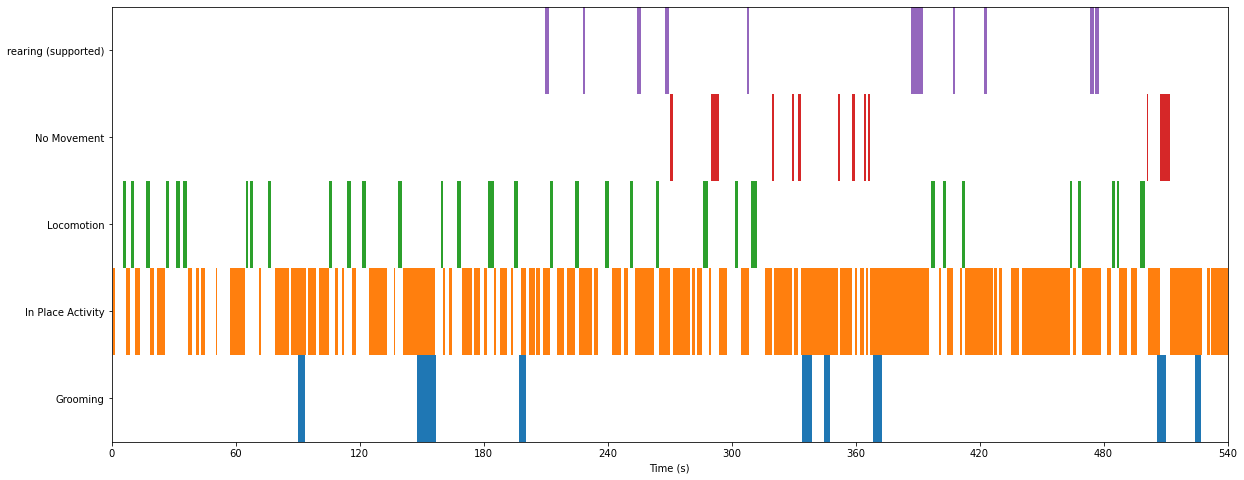 rearing (supported)
No Movement
Locomotion
In Place Activity
Grooming
0 60 120 180 240 300 360 420 480 540
Time (s)